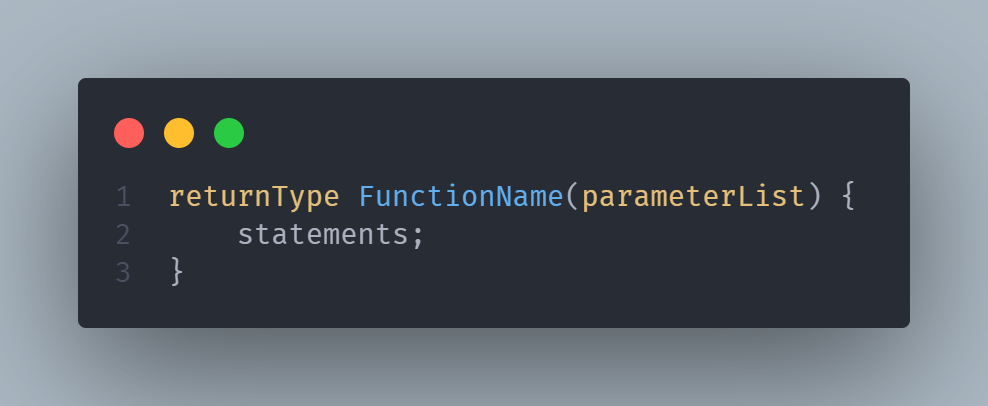 1 returnType FunctionName(parameterList) {
2     statements;
3 }